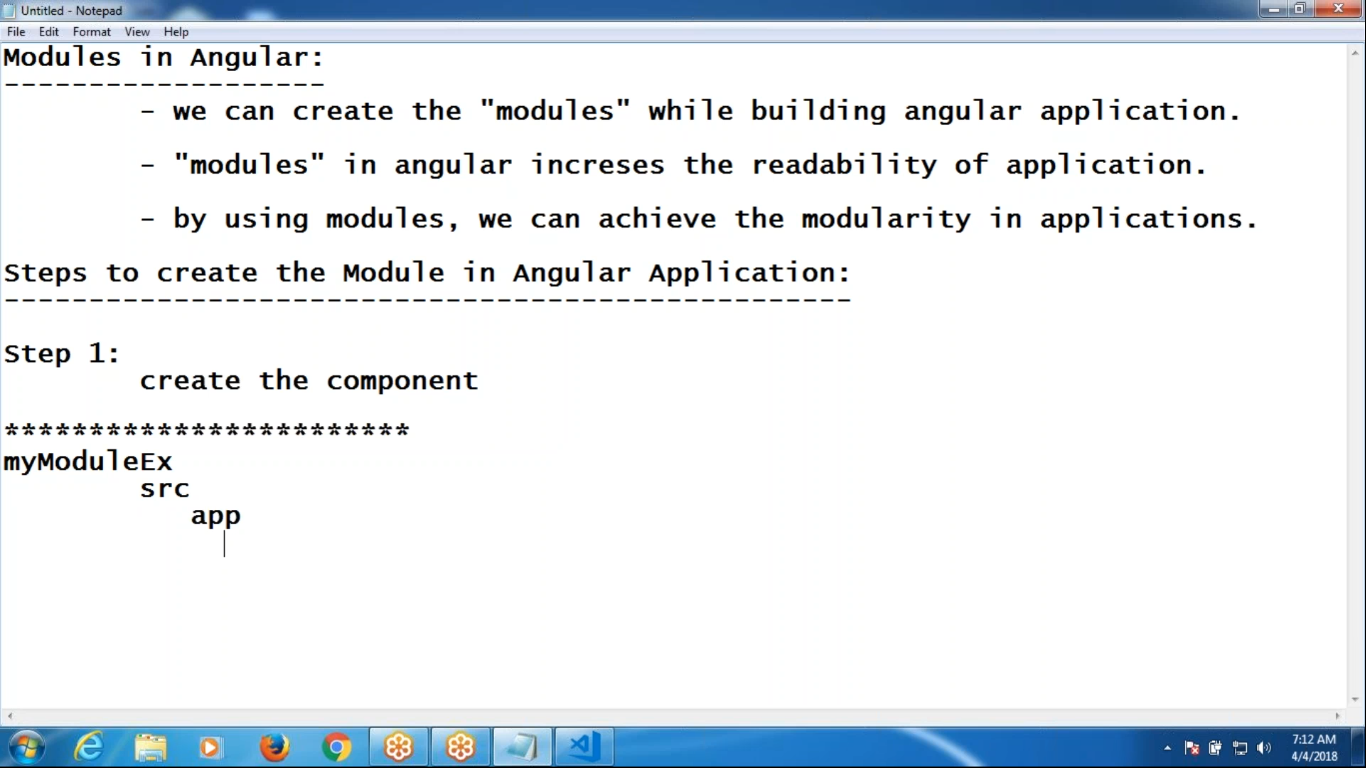 Untitled - Notepad
File Edit Format View Help
Modules in Angular:
-------------------
- we can create the "modules" while building angular application.
- "modules" in angular increses the readability of application.
- by using modules, we can achieve the modularity in applications.
Steps to create the Module in Angular Application:
--------------------------------------------------
Step 1:
create the component
************************
myModuleEx
src
app
7:12 AM
4/4/2018